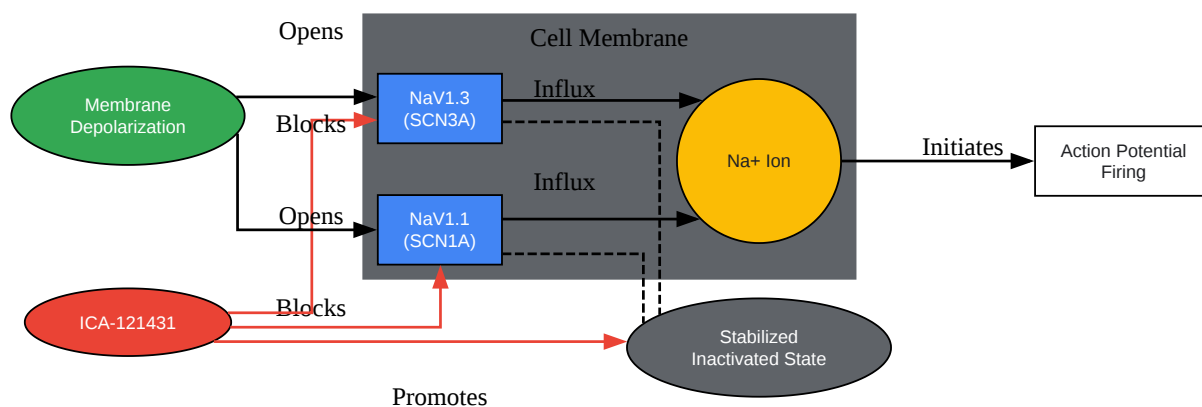 Opens
Cell Membrane
Membrane
Depolarization
NaV1.3
(SCN3A)
Influx
Blocks
Na+ Ion
Initiates
Action Potential
Firing
Influx
Opens
NaV1.1
(SCN1A)
Blocks
ICA-121431
Stabilized
Inactivated State
Promotes